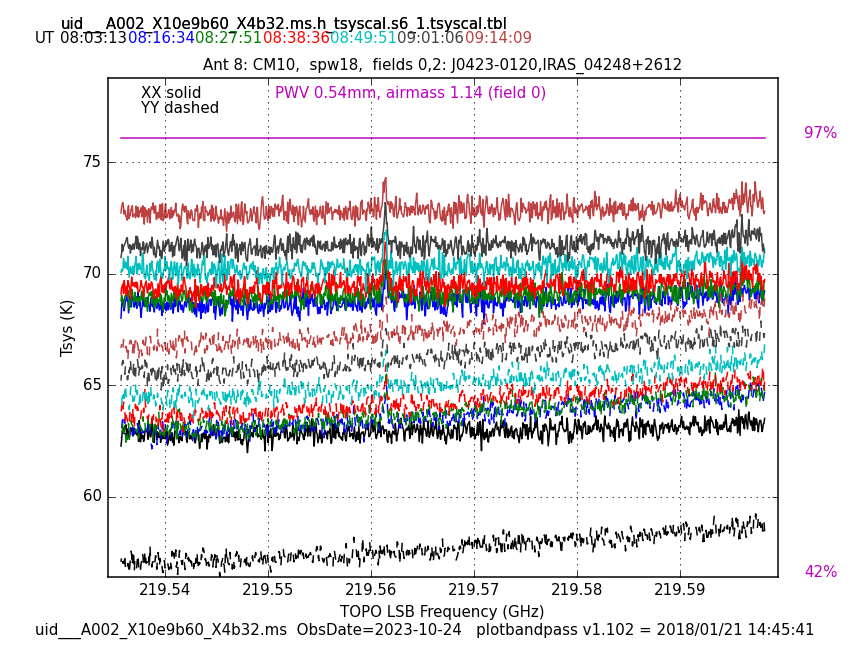 uid___A002_X10e9b60_X4b32.ms.h_tsyscal.s6_1.tsyscal.tbl
UT 08:03:13 08:16:34 08:27:51 08:38:36 08:49:51 09:01:06 09:14:09
Ant 8: CM10,  spw18,  fields 0,2: J0423-0120,IRAS_04248+2612
XX solid
PWV 0.54mm, airmass 1.14 (field 0)
YY dashed
97%
75
70
65
60
Tsys (K)
42%
219.54 219.55 219.56 219.57 219.58 219.59
TOPO LSB Frequency (GHz)
uid___A002_X10e9b60_X4b32.ms  ObsDate=2023-10-24   plotbandpass v1.102 = 2018/01/21 14:45:41